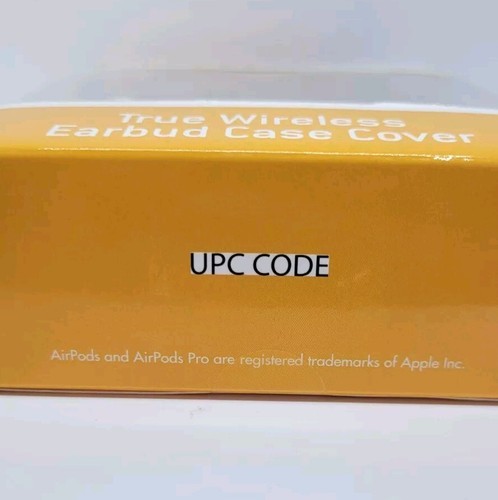 True Wireless
Earbud Case Cover
UPC CODE
AirPods and AirPods Pro are registered trademarks of Apple Inc.